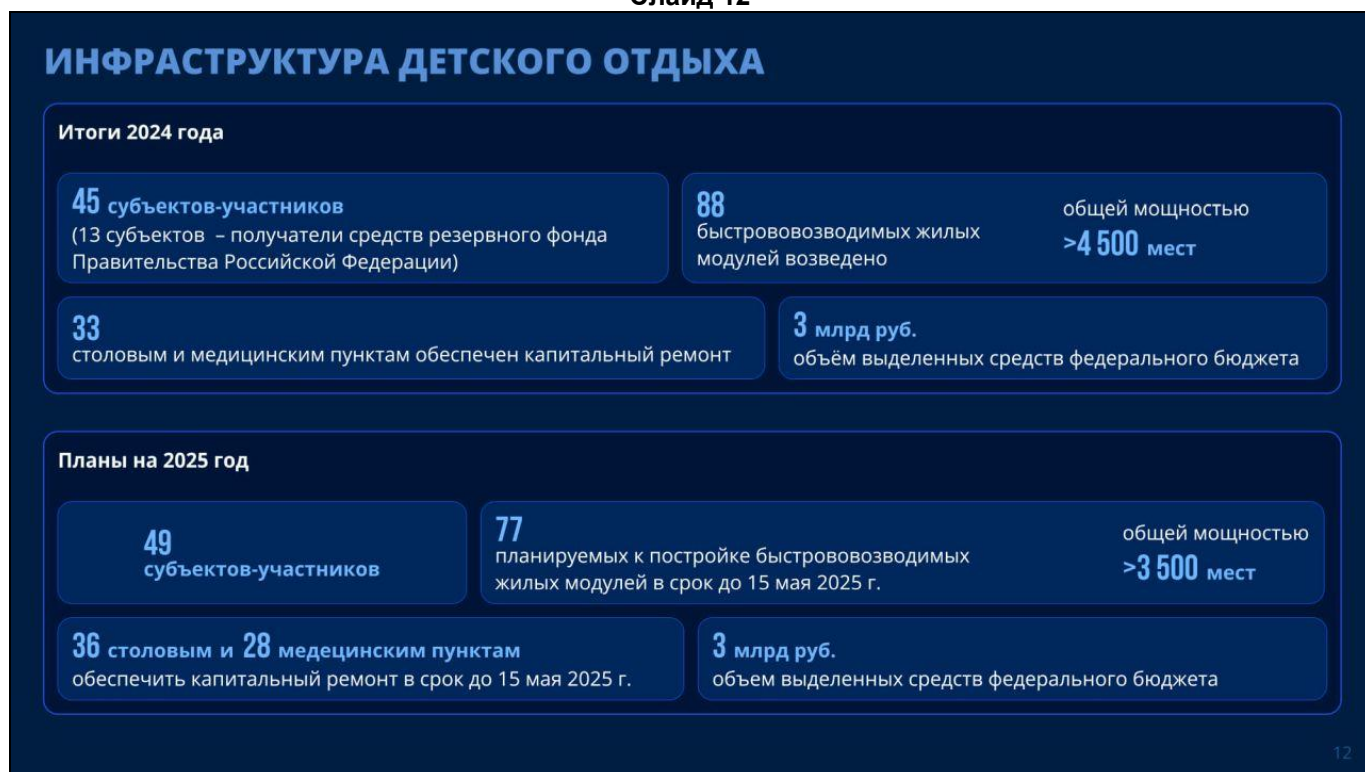 Слайд 12
ИНФРАСТРУКТУРА ДЕТСКОГО ОТДЫХА
Итоги 2024 года
45 субъектов-участников
(13 субъектов – получатели средств резервного фонда
Правительства Российской Федерации)
88
быстрововозводимых жилых
модулей возведено
общей мощностью
>4 500 мест
33
столовым и медицинским пунктам обеспечен капитальный ремонт
3 млрд руб.
объём выделенных средств федерального бюджета
Планы на 2025 год
49
субъектов-участников
77
планируемых к постройке быстрововозводимых
жилых модулей в срок до 15 мая 2025 г.
общей мощностью
>3 500 мест
36 столовым и 28 медецинским пунктам
обеспечить капитальный ремонт в срок до 15 мая 2025 г.
3 млрд руб.
объем выделенных средств федерального бюджета
12